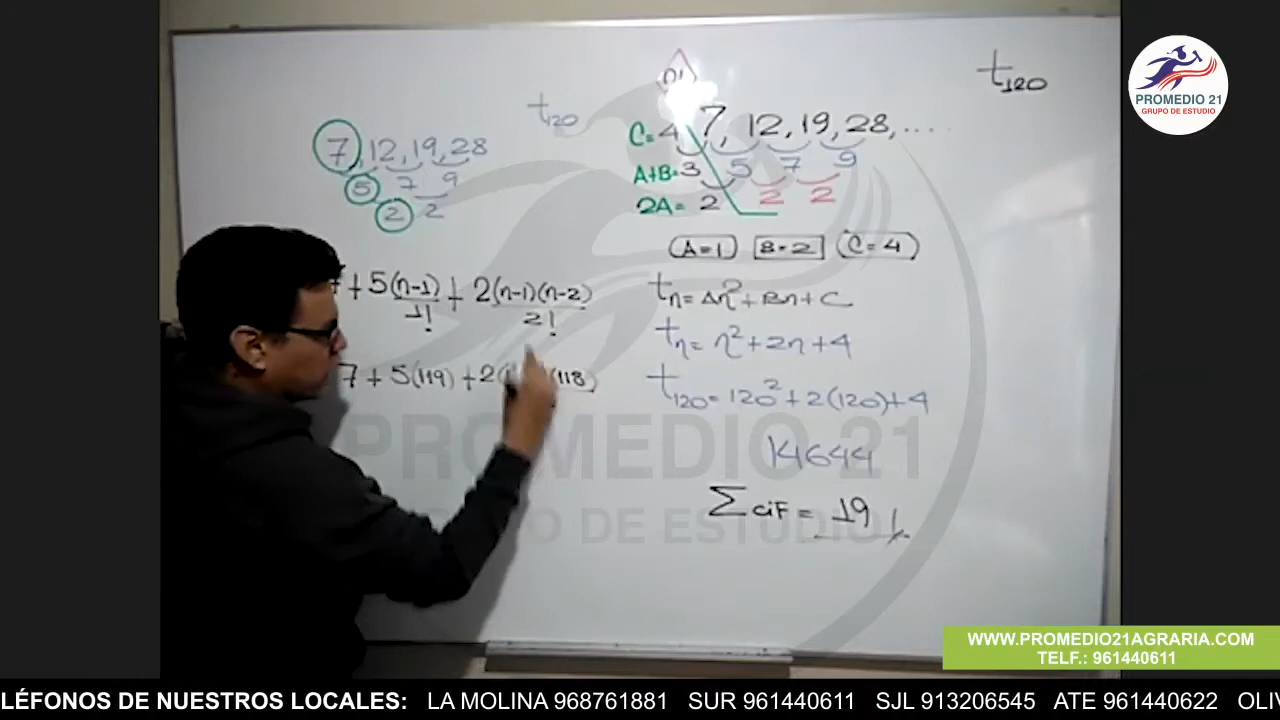 t120
PROMEDIO 21
GRUPO DE ESTUDIO
t120
7, 12, 19, 28
5 7 9
2 2
C= 4 7, 12, 19, 28, ....
A+B=3 5 7 9
2A= 2 2 2
A=1 B=2 C=4
7 + 5(n-1)/1! + 2(n-1)(n-2)/2!
tn= An²+Bn+C
tn= n²+2n+4
7 + 5(119) + 2( (118)
t120= 120²+2(120)+4
14644
Σ CIF = 19
PROMEDIO 21
GRUPO DE ESTUDIO
WWW.PROMEDIO21AGRARIA.COM
TELF.: 961440611
LÉFONOS DE NUESTROS LOCALES: LA MOLINA 968761881 SUR 961440611 SJL 913206545 ATE 961440622 OLIV